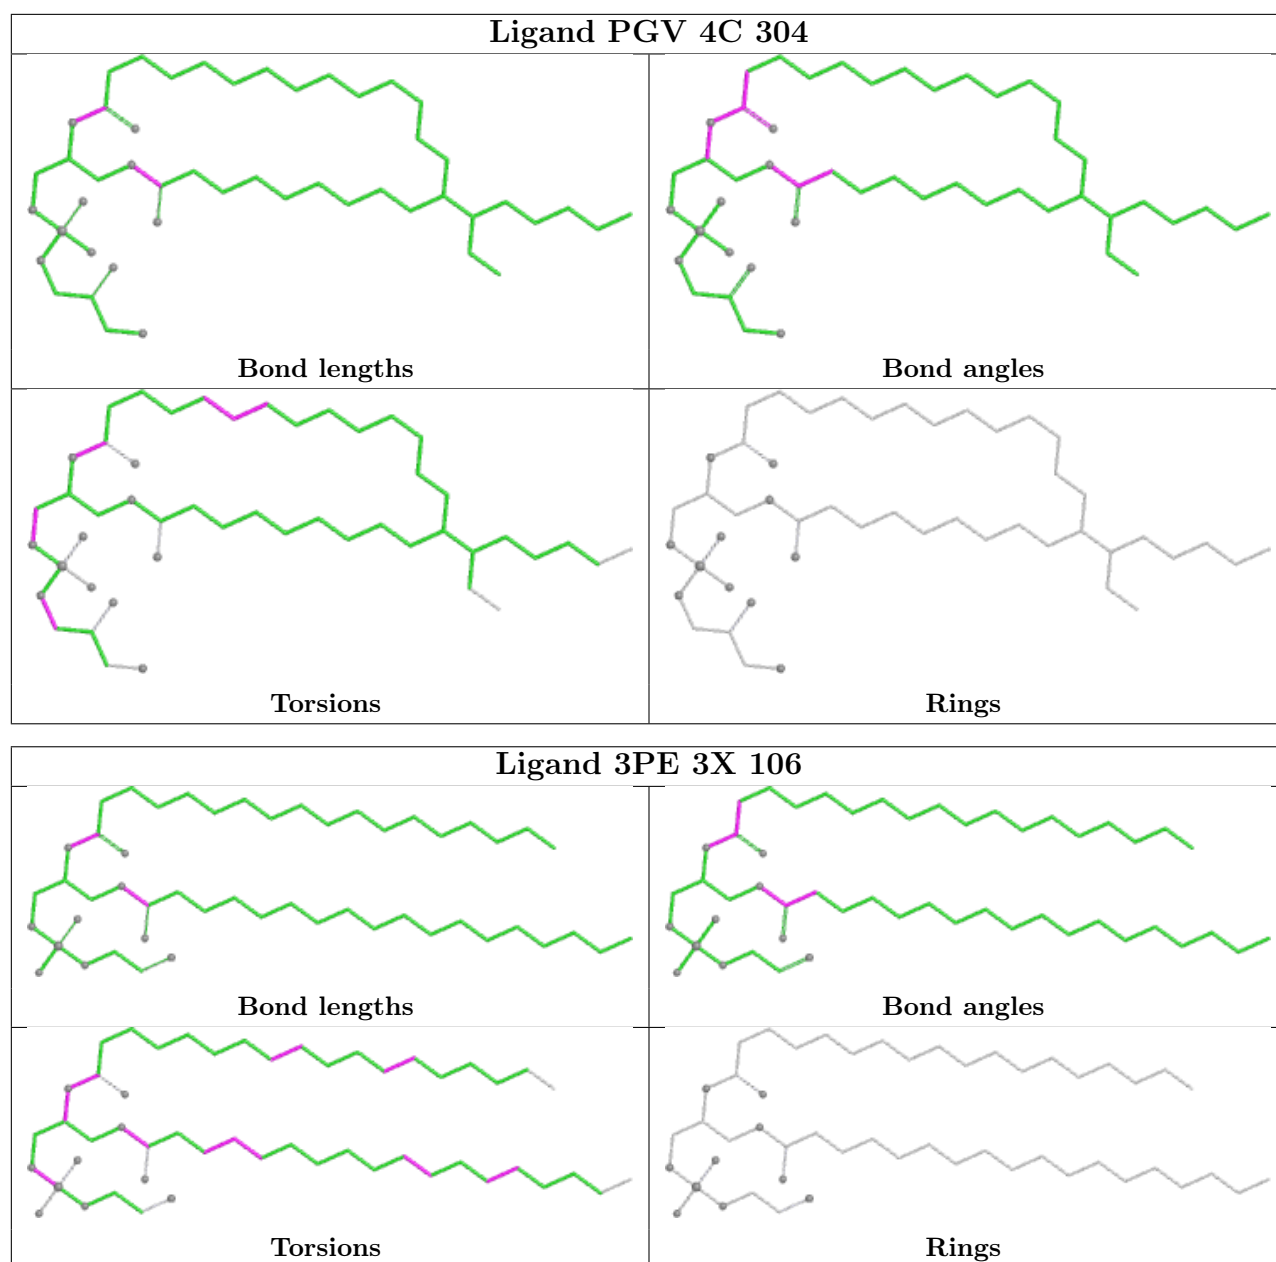 Ligand PGV 4C 304
Bond lengths
Bond angles
Torsions
Rings
Ligand 3PE 3X 106
Bond lengths
Bond angles
Torsions
Rings